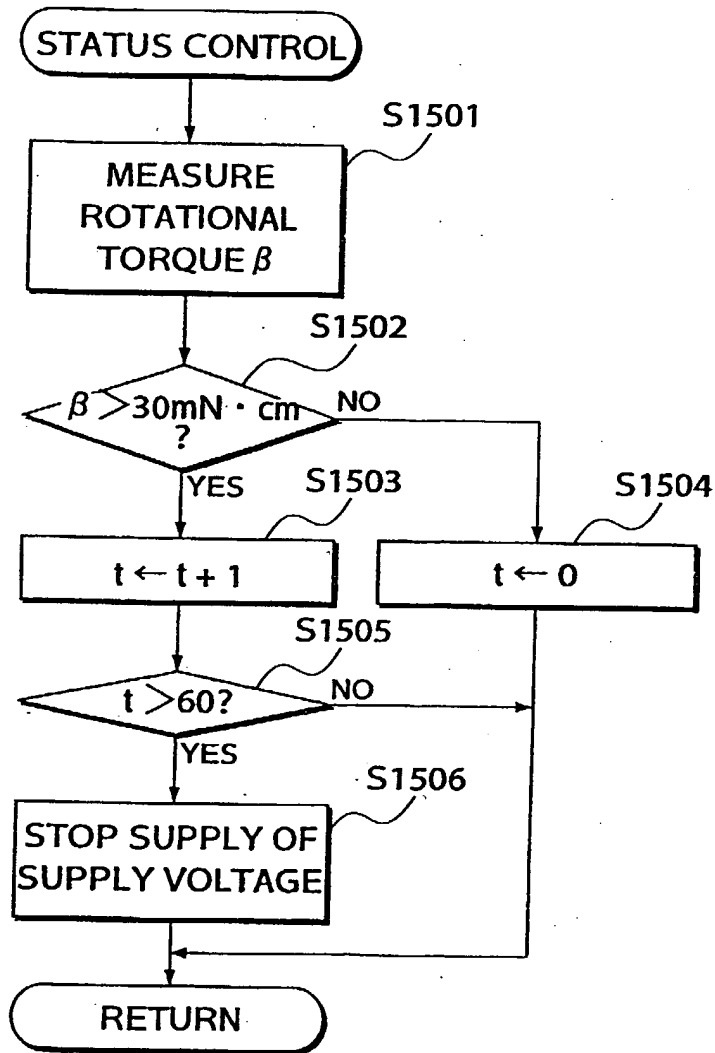 STATUS CONTROL
S1501
MEASURE
ROTATIONAL
TORQUE β
S1502
β >30mN・cm
?
NO
YES
S1503
t ← t + 1
S1504
t ← 0
S1505
t >60?
NO
YES
S1506
STOP SUPPLY OF
SUPPLY VOLTAGE
RETURN